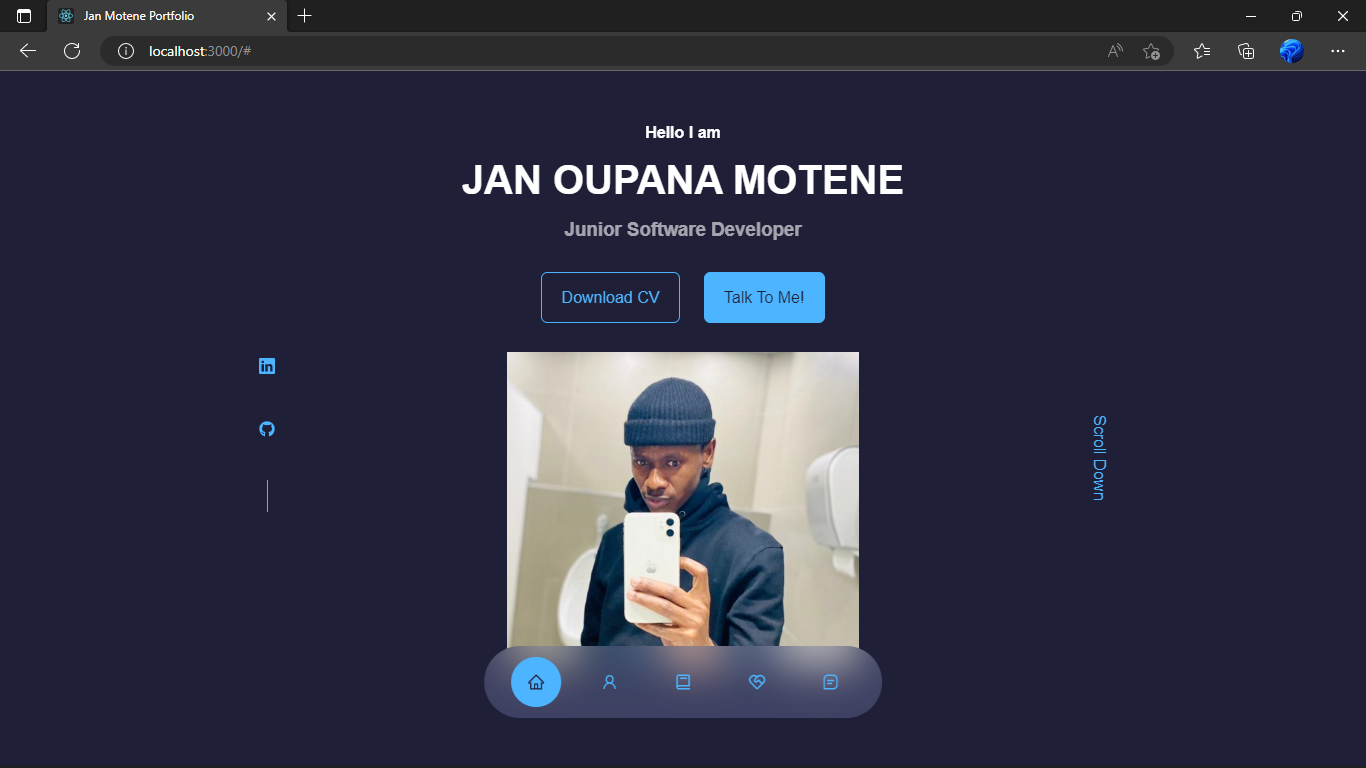 Jan Motene Portfolio
localhost:3000/#
Hello I am
JAN OUPANA MOTENE
Junior Software Developer
Download CV
Talk To Me!
in
Scroll Down